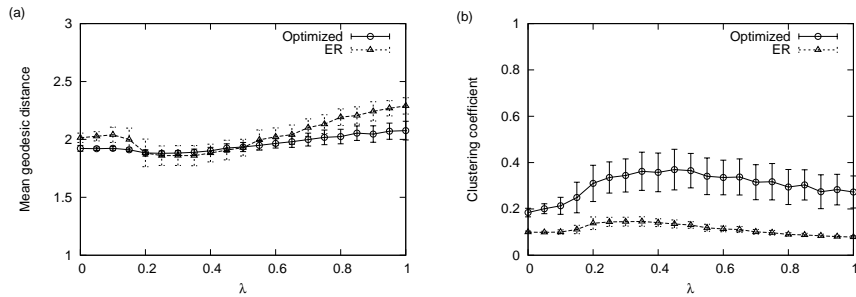 (a)
Optimized
ER
Mean geodesic distance
3
2.5
2
1.5
1
0
0.2
0.4
0.6
0.8
1
λ
(b)
Optimized
ER
Clustering coefficient
1
0.8
0.6
0.4
0.2
0
0
0.2
0.4
0.6
0.8
1
λ